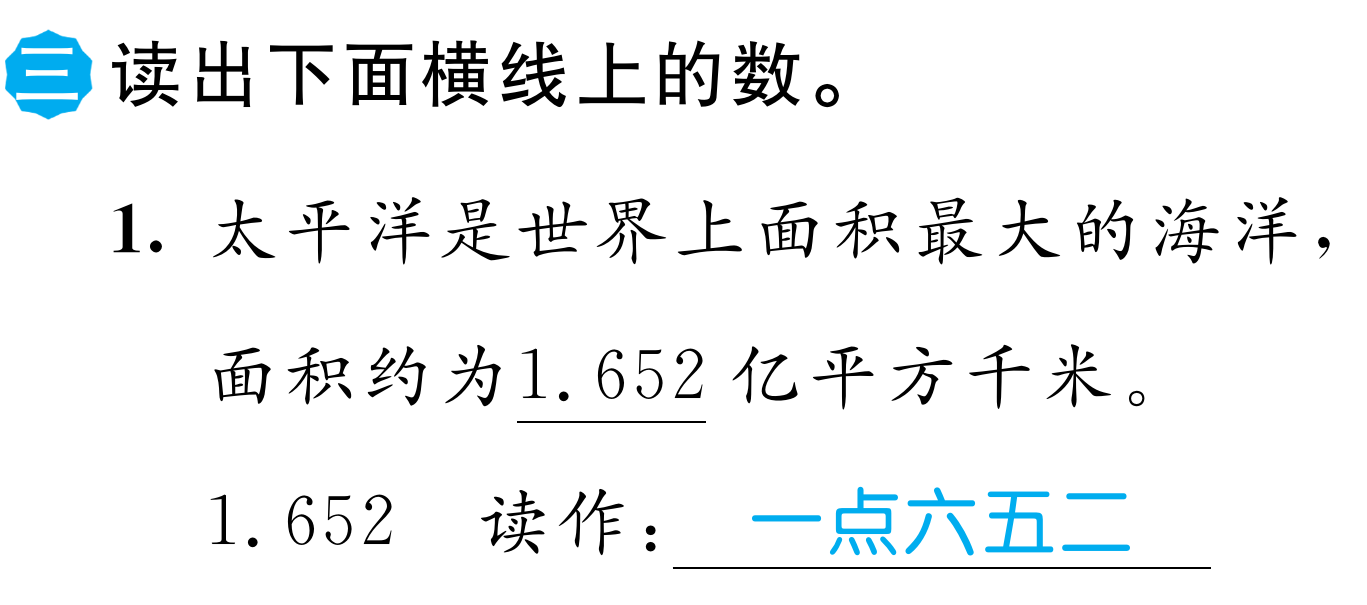 三 读出下面横线上的数。
1. 太平洋是世界上面积最大的海洋，
面积约为1.652亿平方千米。
1.652 读作：一点六五二